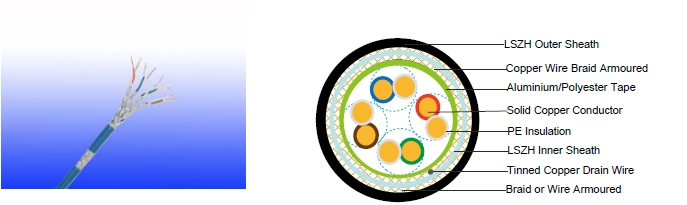 LSZH Outer Sheath
Copper Wire Braid Armoured
Aluminium/Polyester Tape
Solid Copper Conductor
PE Insulation
LSZH Inner Sheath
Tinned Copper Drain Wire
Braid or Wire Armoured